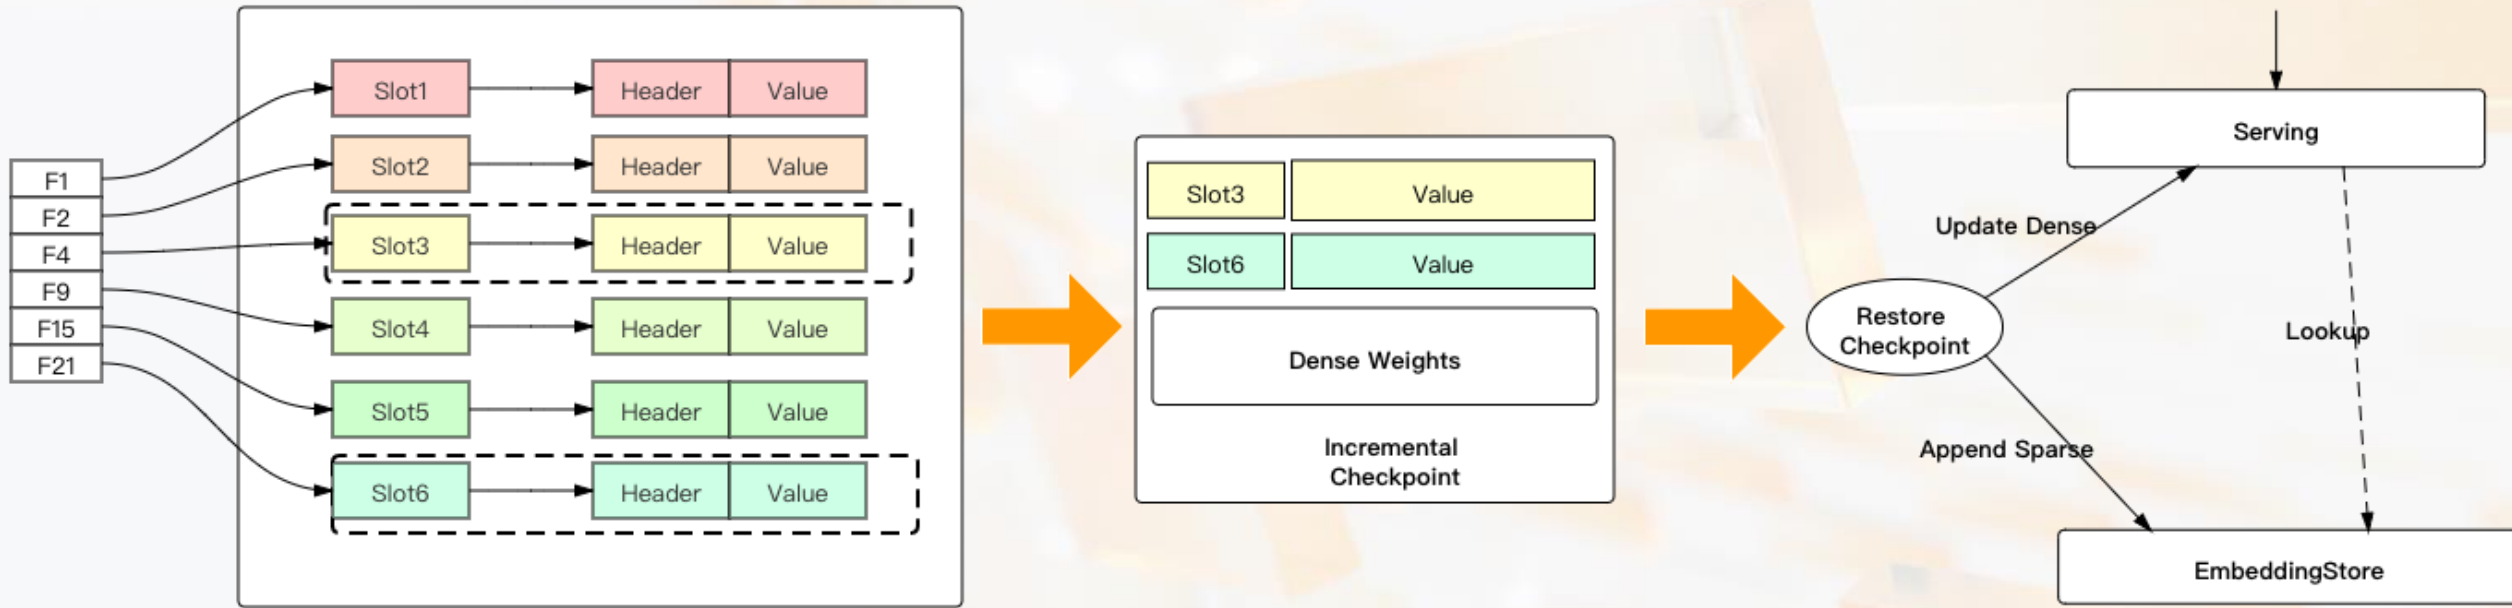 F1
F2
F4
F9
F15
F21
Slot1 Header Value
Slot2 Header Value
Slot3 Header Value
Slot4 Header Value
Slot5 Header Value
Slot6 Header Value
Slot3 Value
Slot6 Value
Dense Weights
Incremental
Checkpoint
Restore
Checkpoint
Update Dense
Append Sparse
Serving
Lookup
EmbeddingStore